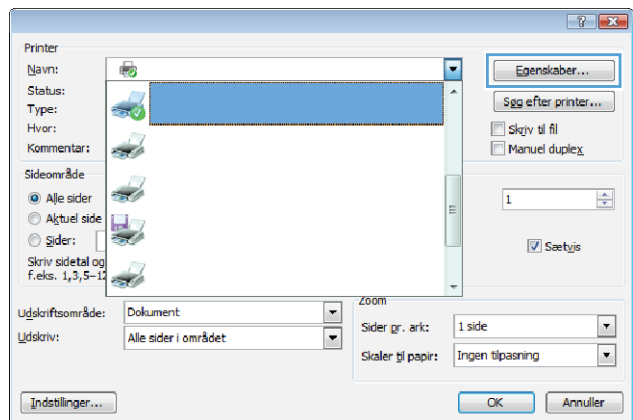 Printer
Navn:
Egenskaber...
Status:
Type:
Søg efter printer...
Hvor:
Skriv til fil
Kommentar:
Manuel duplex
Sideområde
Alle sider
1
Aktuel side
Sider:
Sætvis
Skriv sidetal og
f.eks. 1,3,5–12
Zoom
Udskriftsområde:
Dokument
Sider pr. ark:
1 side
Udskriv:
Alle sider i området
Skaler til papir:
Ingen tilpasning
Indstillinger...
OK
Annuller